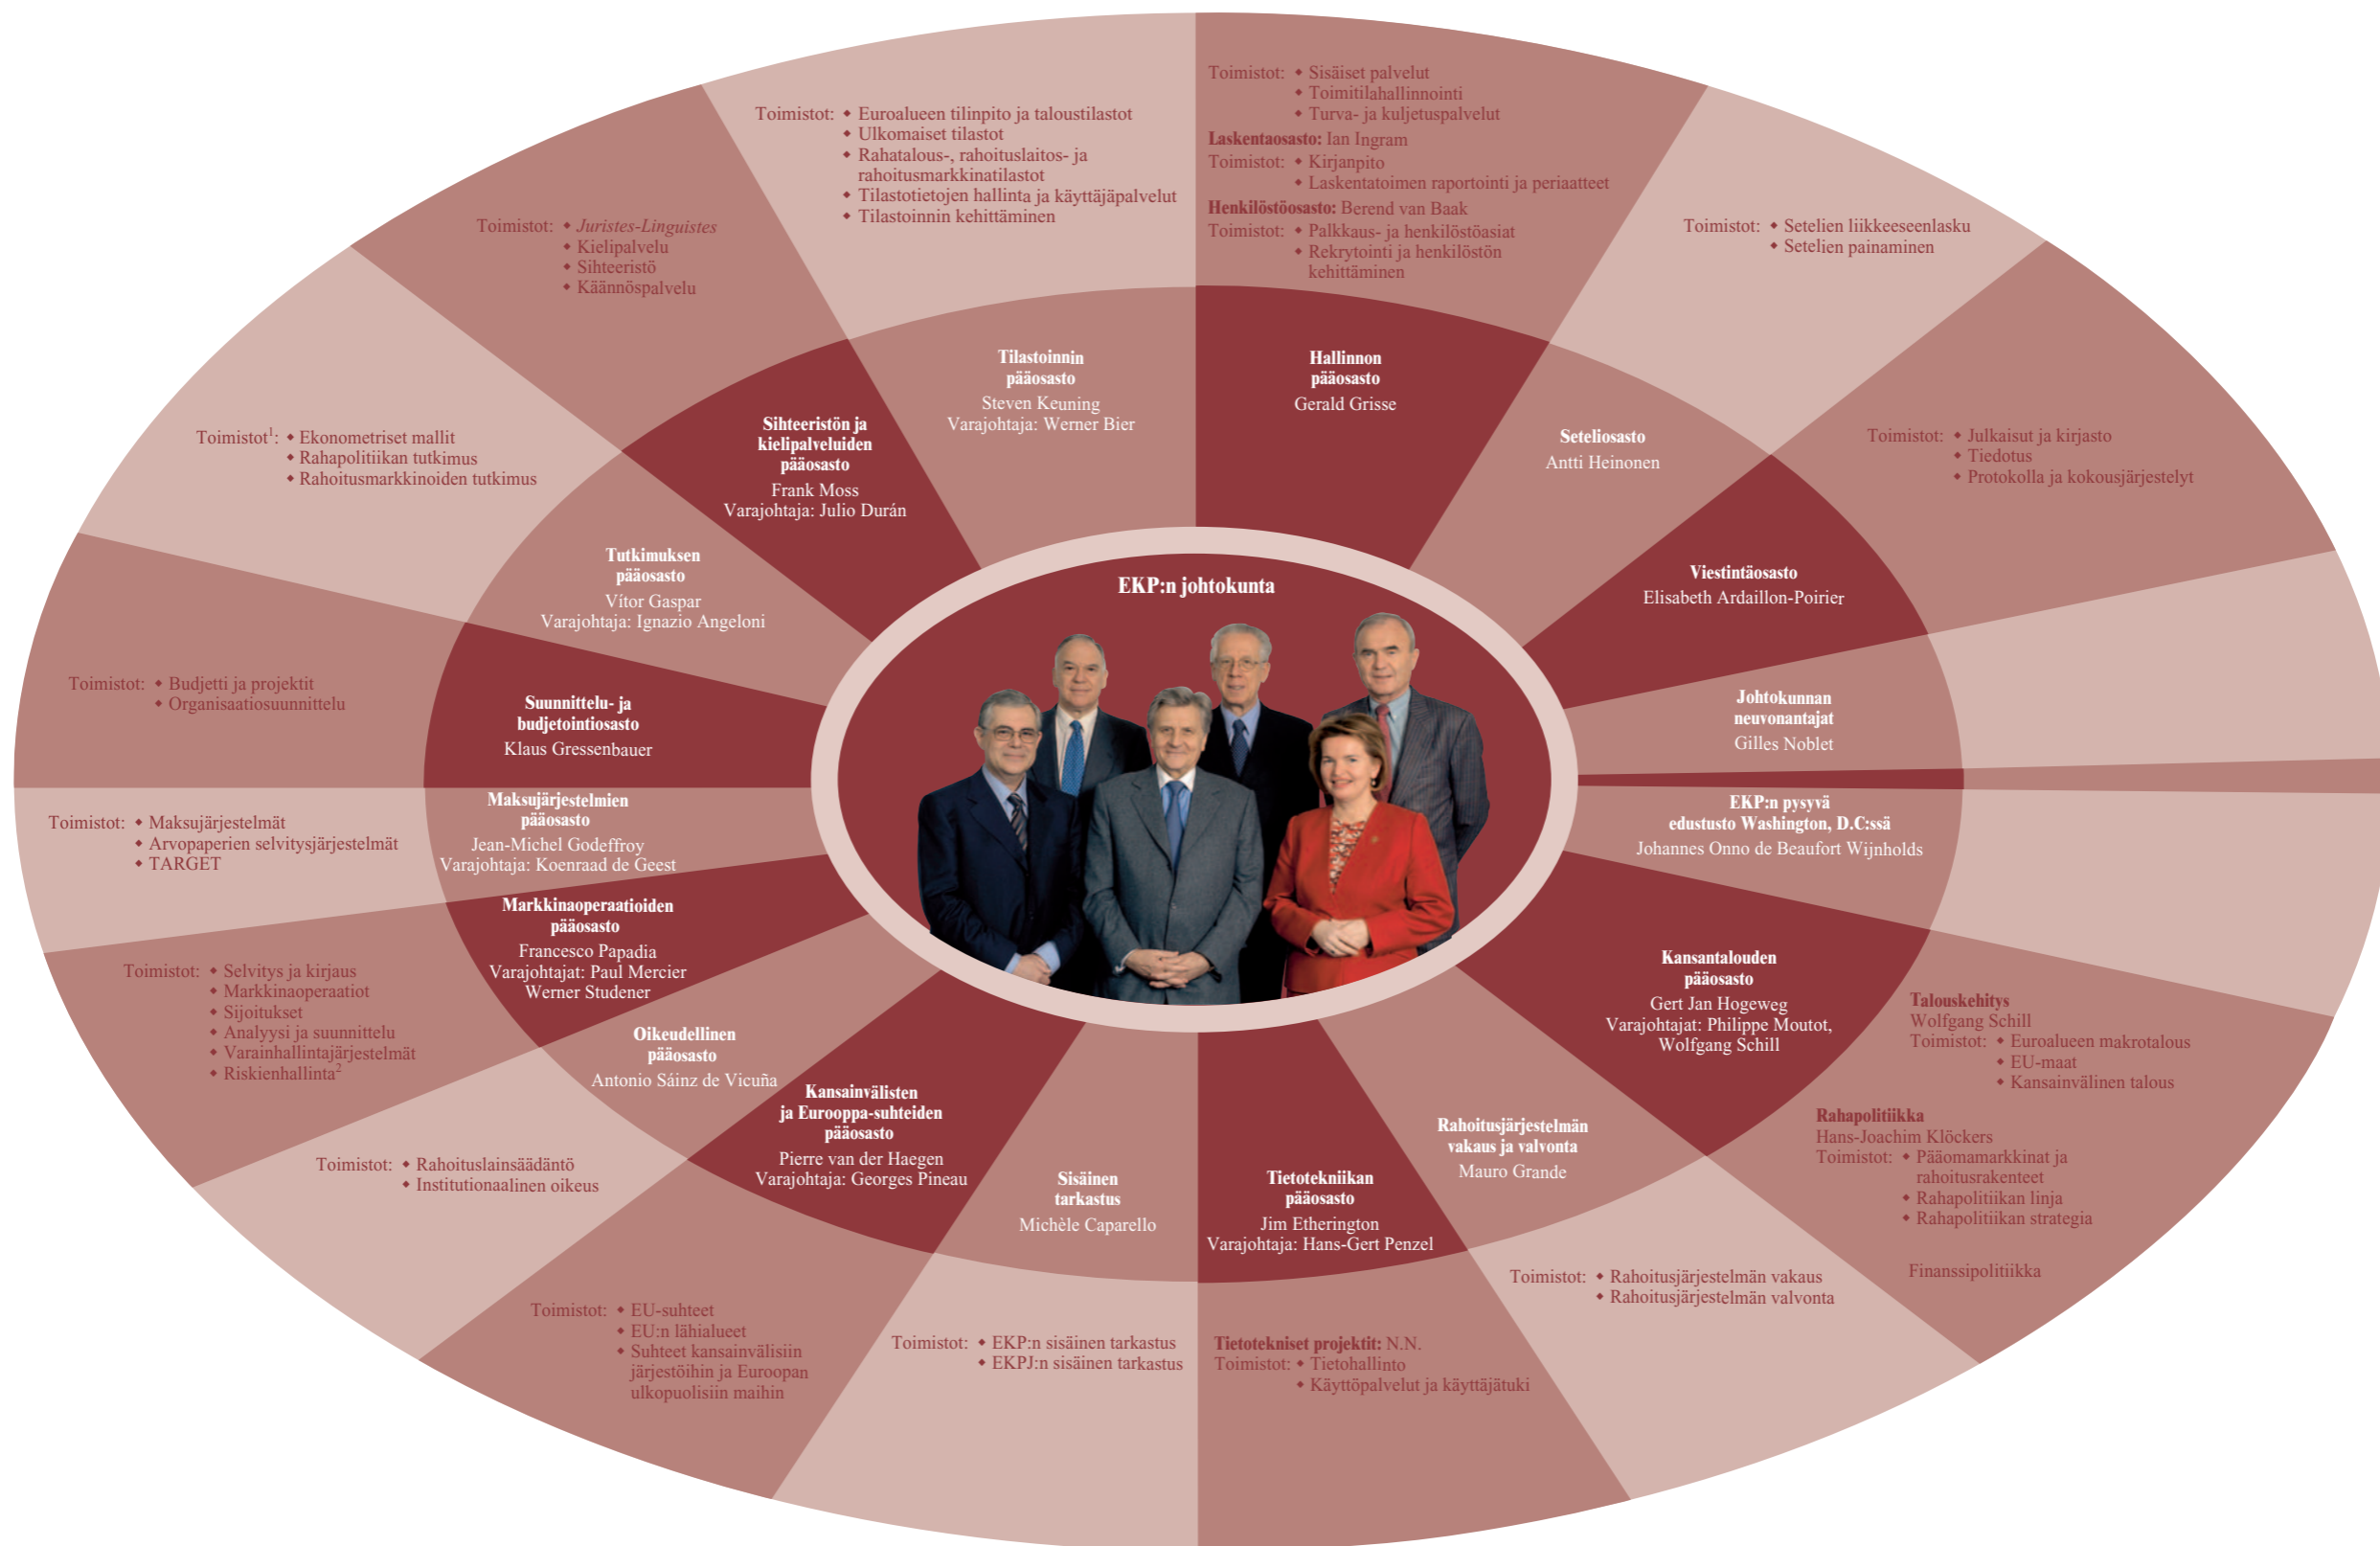 EKP:n johtokunta
Hallinnon
pääosasto
Gerald Grisse
Toimistot: ◆ Sisäiset palvelut
◆ Toimitilahallinnointi
◆ Turva- ja kuljetuspalvelut
Laskentaosasto: Ian Ingram
Toimistot: ◆ Kirjanpito
◆ Laskentatoimen raportointi ja periaatteet
Henkilöstöosasto: Berend van Baak
Toimistot: ◆ Palkkaus- ja henkilöstöasiat
◆ Rekrytointi ja henkilöstön
kehittäminen
Seteliosasto
Antti Heinonen
Toimistot: ◆ Setelien liikkeeseenlasku
◆ Setelien painaminen
Viestintäosasto
Elisabeth Ardaillon-Poirier
Toimistot: ◆ Julkaisut ja kirjasto
◆ Tiedotus
◆ Protokolla ja kokousjärjestelyt
Johtokunnan
neuvonantajat
Gilles Noblet
EKP:n pysyvä
edustusto Washington, D.C:ssä
Johannes Onno de Beaufort Wijnholds
Kansantalouden
pääosasto
Gert Jan Hogeweg
Varajohtajat: Philippe Moutot,
Wolfgang Schill
Talouskehitys
Wolfgang Schill
Toimistot: ◆ Euroalueen makrotalous
◆ EU-maat
◆ Kansainvälinen talous
Rahapolitiikka
Hans-Joachim Klöckers
Toimistot: ◆ Pääomamarkkinat ja
rahoitusrakenteet
◆ Rahapolitiikan linja
◆ Rahapolitiikan strategia
Finanssipolitiikka
Rahoitusjärjestelmän
vakaus ja valvonta
Mauro Grande
Toimistot: ◆ Rahoitusjärjestelmän vakaus
◆ Rahoitusjärjestelmän valvonta
Tietotekniikan
pääosasto
Jim Etherington
Varajohtaja: Hans-Gert Penzel
Tietotekniset projektit: N.N.
Toimistot: ◆ Tietohallinto
◆ Käyttöpalvelut ja käyttäjätuki
Sisäinen
tarkastus
Michèle Caparello
Toimistot: ◆ EKP:n sisäinen tarkastus
◆ EKPJ:n sisäinen tarkastus
Kansainvälisten
ja Eurooppa-suhteiden
pääosasto
Pierre van der Haegen
Varajohtaja: Georges Pineau
Toimistot: ◆ EU-suhteet
◆ EU:n lähialueet
◆ Suhteet kansainvälisiin
järjestöihin ja Euroopan
ulkopuolisiin maihin
Oikeudellinen
pääosasto
Antonio Sáinz de Vicuña
Toimistot: ◆ Rahoituslainsäädäntö
◆ Institutionaalinen oikeus
Markkinaoperaatioiden
pääosasto
Francesco Papadia
Varajohtajat: Paul Mercier
Werner Studener
Toimistot: ◆ Selvitys ja kirjaus
◆ Markkinaoperaatiot
◆ Sijoitukset
◆ Analyysi ja suunnittelu
◆ Varainhallintajärjestelmät
◆ Riskienhallinta²
Maksujärjestelmien
pääosasto
Jean-Michel Godeffroy
Varajohtaja: Koenraad de Geest
Toimistot: ◆ Maksujärjestelmät
◆ Arvopaperien selvitysjärjestelmät
◆ TARGET
Suunnittelu- ja
budjetointiosasto
Klaus Gressenbauer
Toimistot: ◆ Budjetti ja projektit
◆ Organisaatiosuunnittelu
Tutkimuksen
pääosasto
Vítor Gaspar
Varajohtaja: Ignazio Angeloni
Toimistot¹: ◆ Ekonometriset mallit
◆ Rahapolitiikan tutkimus
◆ Rahoitusmarkkinoiden tutkimus
Sihteeristön ja
kielipalveluiden
pääosasto
Frank Moss
Varajohtaja: Julio Durán
Toimistot: ◆ Juristes-Linguistes
◆ Kielipalvelu
◆ Sihteeristö
◆ Käännöspalvelu
Tilastoinnin
pääosasto
Steven Keuning
Varajohtaja: Werner Bier
Toimistot: ◆ Euroalueen tilinpito ja taloustilastot
◆ Ulkomaiset tilastot
◆ Rahatalous-, rahoituslaitos- ja
rahoitusmarkkinatilastot
◆ Tilastotietojen hallinta ja käyttäjäpalvelut
◆ Tilastoinnin kehittäminen